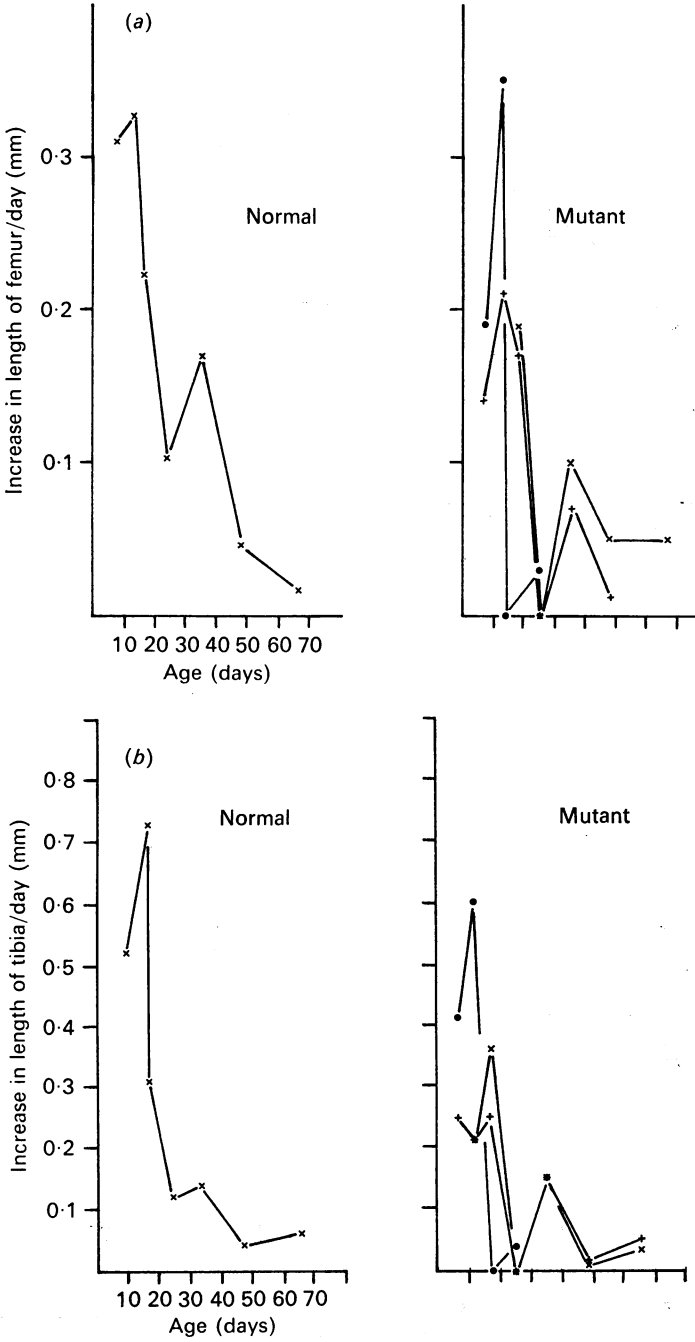 (a)
Increase in length of femur/day (mm)
0·3
0·2
0·1
Normal
Mutant
10 20 30 40 50 60 70
Age (days)
(b)
Increase in length of tibia/day (mm)
0·8
0·7
0·6
0·5
0·4
0·3
0·2
0·1
Normal
Mutant
10 20 30 40 50 60 70
Age (days)